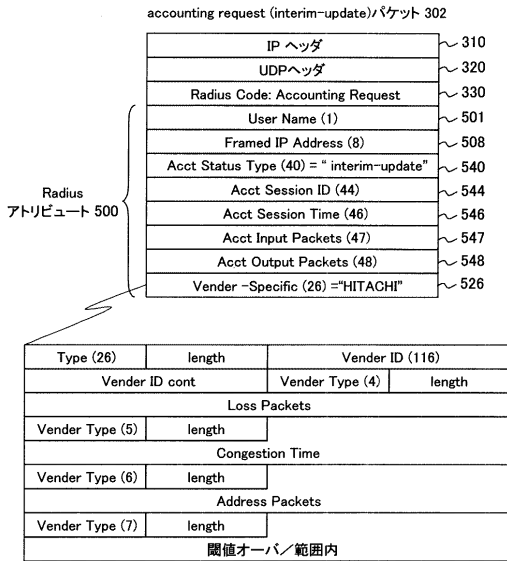 accounting request (interim-update)パケット 302
IP ヘッダ 310
UDPヘッダ 320
Radius Code: Accounting Request 330
User Name (1) 501
Framed IP Address (8) 508
Acct Status Type (40) = “ interim-update” 540
Acct Session ID (44) 544
Acct Session Time (46) 546
Acct Input Packets (47) 547
Acct Output Packets (48) 548
Vender -Specific (26) =“HITACHI” 526
Radius
アトリビュート 500
Type (26) length Vender ID (116)
Vender ID cont Vender Type (4) length
Loss Packets
Vender Type (5) length
Congestion Time
Vender Type (6) length
Address Packets
Vender Type (7) length
閾値オーバ／範囲内